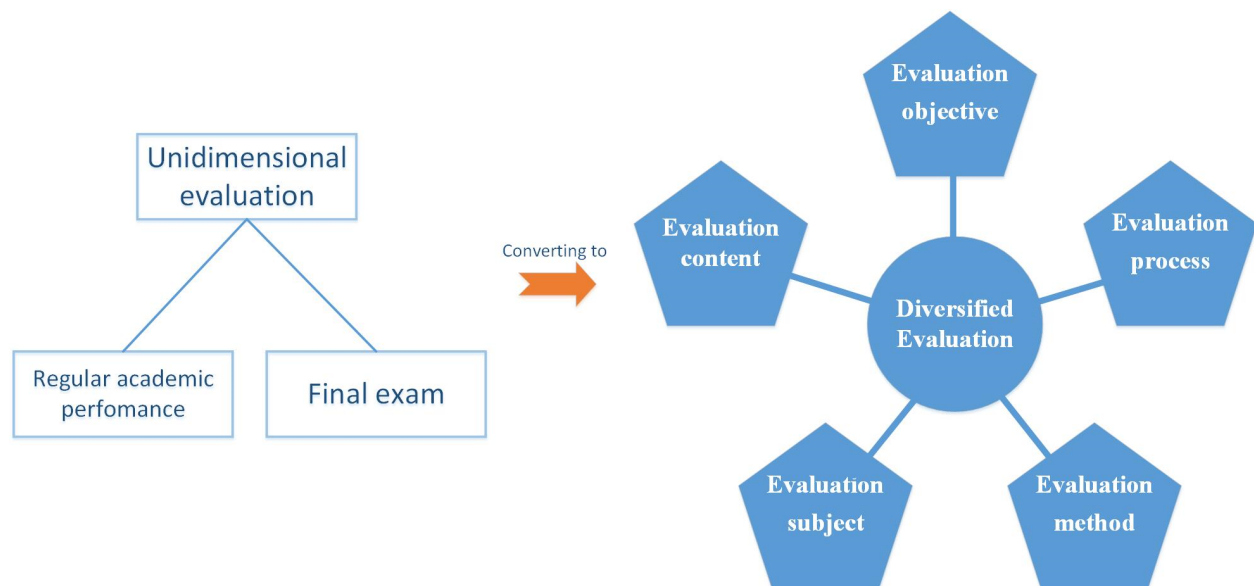 Unidimensional
evaluation
Regular academic
perfomance
Final exam
Converting to
Evaluation
objective
Evaluation
content
Evaluation
process
Diversified
Evaluation
Evaluation
subject
Evaluation
method